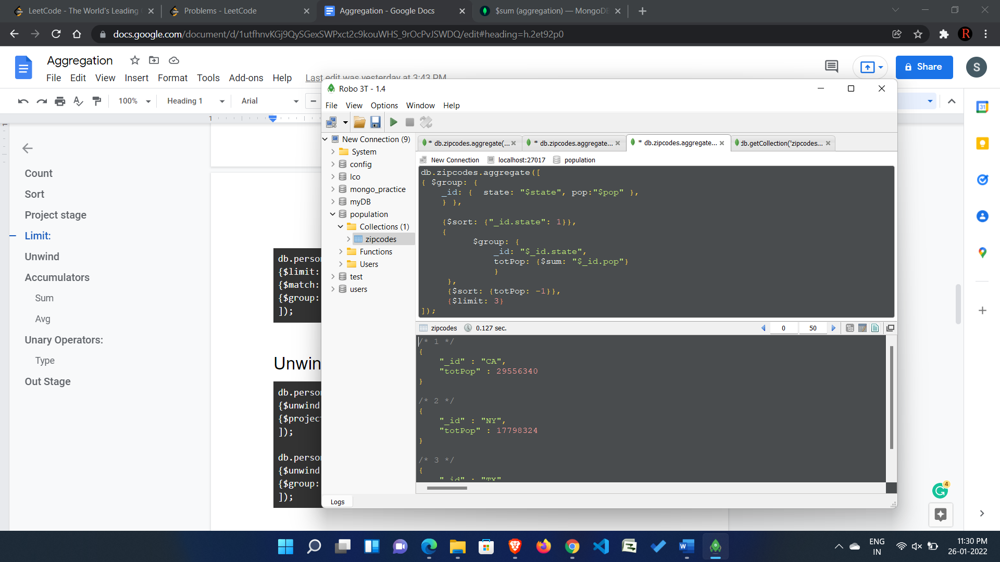 LeetCode - The World's Leading
Problems - LeetCode
Aggregation - Google Docs
$sum (aggregation) — MongoDB
docs.google.com/document/d/1utfhnvKGj9QySGexSWPxct2c9kouWHS_9rOcPvJSWDQ/edit#heading=h.2et92p0
R
Aggregation
Share
S
File Edit View Insert Format Tools Add-ons Help Last edit was yesterday at 3:43 PM
100% Heading 1 Arial
1
31
Count
Sort
Project stage
Limit:
Unwind
Accumulators
Sum
Avg
Unary Operators:
Type
Out Stage
db.person
{$limit:
{$match:
{$group:
]);
Unwin
db.person
{$unwind
{$project
]);
db.person
{$unwind
{$group:
]);
Robo 3T - 1.4
File View Options Window Help
New Connection (9)
System
config
lco
mongo_practice
myDB
population
Collections (1)
zipcodes
Functions
Users
test
users
* db.zipcodes.aggregate(... * db.zipcodes.aggregate... * db.zipcodes.aggregate... db.getCollection('zipcodes...
New Connection localhost:27017 population
db.zipcodes.aggregate([
{ $group: {
_id: { state: "$state", pop:"$pop" },
} },
{$sort: {"_id.state": 1}},
{
$group: {
_id: "$_id.state",
totPop: {$sum: "$_id.pop"}
}
},
{$sort: {totPop: -1}},
{$limit: 3}
]);
zipcodes 0.127 sec. 0 50
/* 1 */
{
"_id" : "CA",
"totPop" : 29556340
}
/* 2 */
{
"_id" : "NY",
"totPop" : 17798324
}
/* 3 */
{
"_id" : "TX"
Logs
4
ENG
IN
11:30 PM
26-01-2022